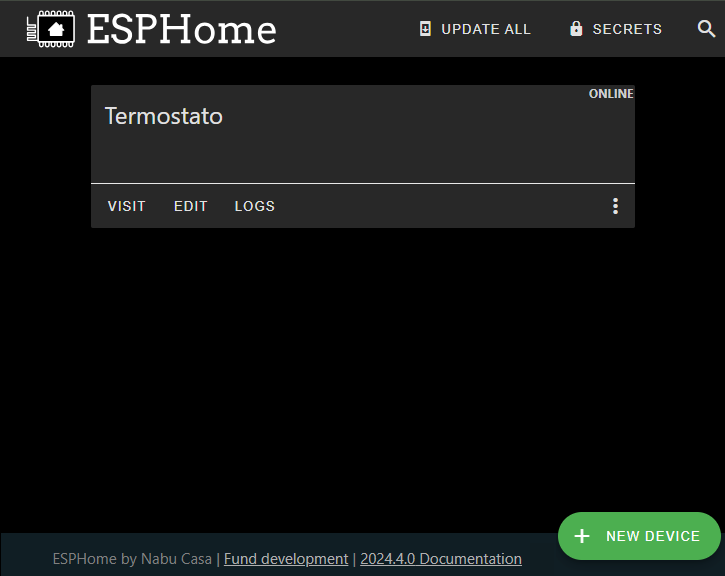 ESPHome
UPDATE ALL
SECRETS
ONLINE
Termostato
VISIT
EDIT
LOGS
NEW DEVICE
ESPHome by Nabu Casa | Fund development | 2024.4.0 Documentation